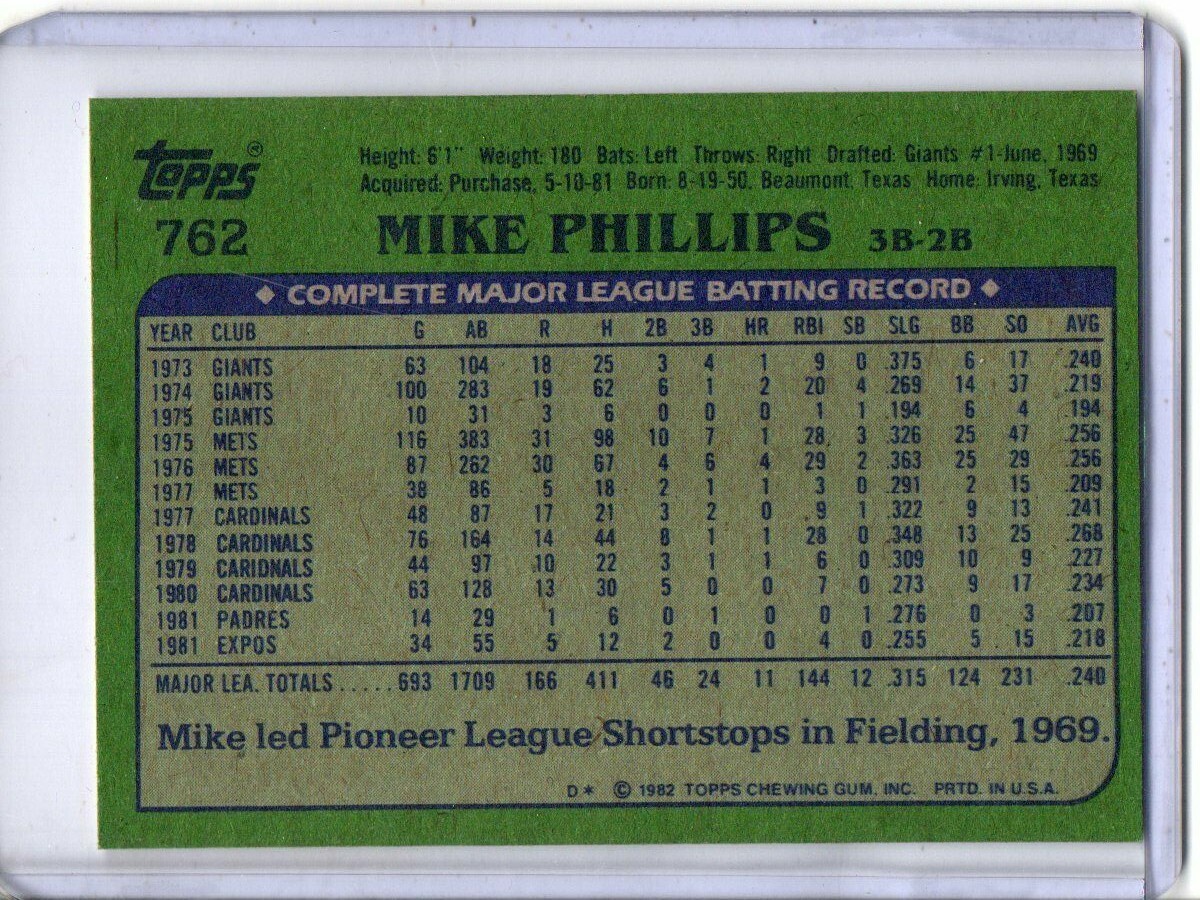 Topps®
762
Height: 6'1" Weight: 180 Bats: Left Throws: Right Drafted: Giants #1-June, 1969
Acquired: Purchase, 5-10-81 Born: 8-19-50, Beaumont, Texas Home: Irving, Texas
MIKE PHILLIPS 3B-2B
◆ COMPLETE MAJOR LEAGUE BATTING RECORD ◆
YEAR CLUB G AB R H 2B 3B HR RBI SB SLG BB SO AVG
1973 GIANTS 63 104 18 25 3 4 1 9 0 .375 6 17 .240
1974 GIANTS 100 283 19 62 6 1 2 20 4 .269 14 37 .219
1975 GIANTS 10 31 3 6 0 0 0 1 1 .194 6 4 .194
1975 METS 116 383 31 98 10 7 1 28 3 .326 25 47 .256
1976 METS 87 262 30 67 4 6 4 29 2 .363 25 29 .256
1977 METS 38 86 5 18 2 1 1 3 0 .291 2 15 .209
1977 CARDINALS 48 87 17 21 3 2 0 9 1 .322 9 13 .241
1978 CARDINALS 76 164 14 44 8 1 1 28 0 .348 13 25 .268
1979 CARIDNALS 44 97 10 22 3 1 1 6 0 .309 10 9 .227
1980 CARDINALS 63 128 13 30 5 0 0 7 0 .273 9 17 .234
1981 PADRES 14 29 1 6 0 1 0 0 1 .276 0 3 .207
1981 EXPOS 34 55 5 12 2 0 0 4 0 .255 5 15 .218
MAJOR LEA. TOTALS.....693 1709 166 411 46 24 11 144 12 .315 124 231 .240
Mike led Pioneer League Shortstops in Fielding, 1969.
D* © 1982 TOPPS CHEWING GUM, INC. PRTD. IN U.S.A.